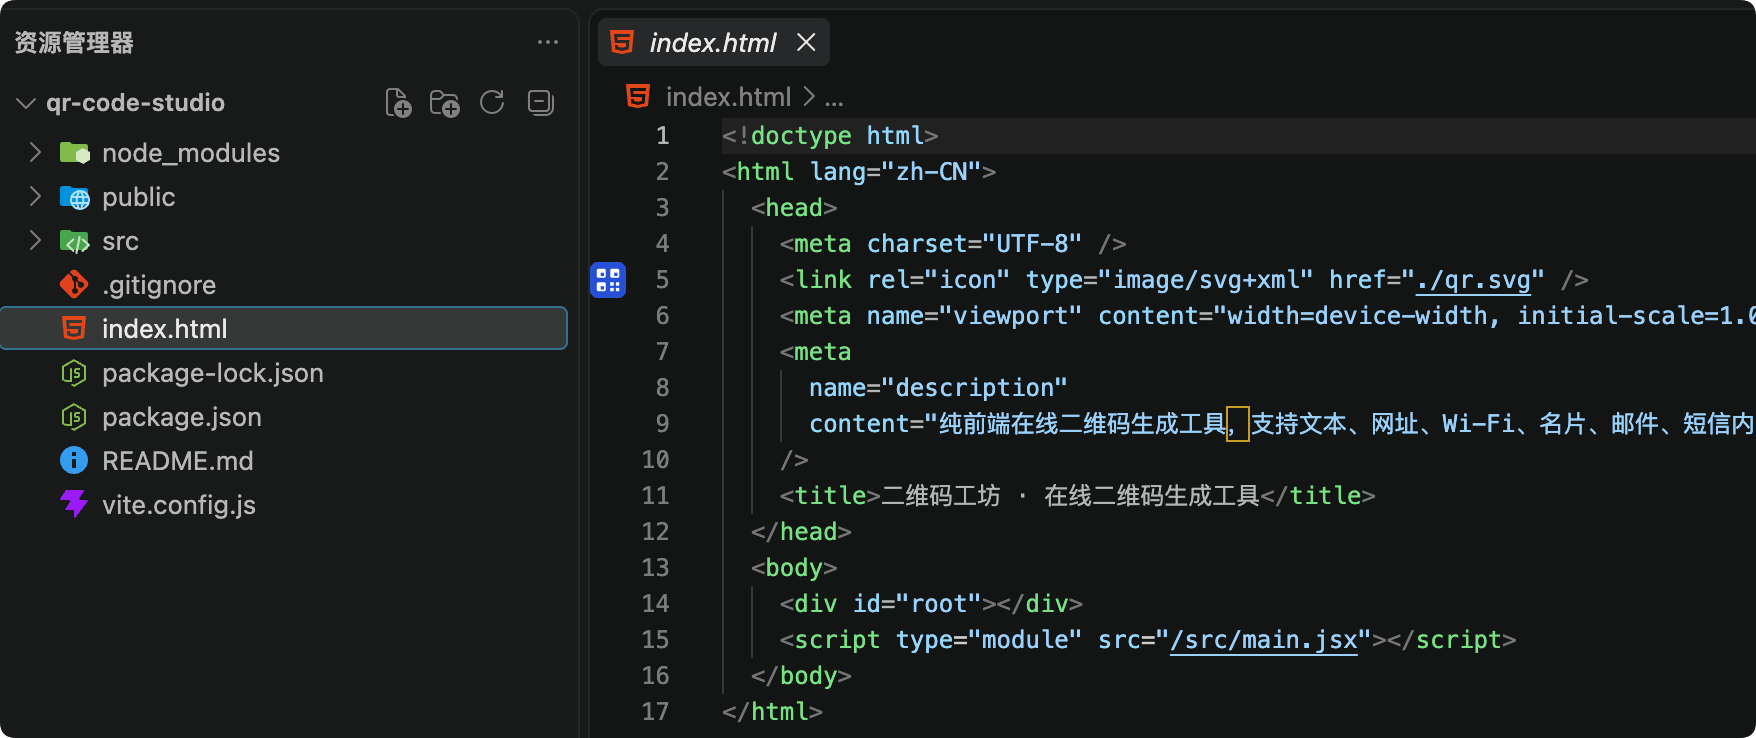 资源管理器
qr-code-studio
node_modules
public
src
.gitignore
index.html
package-lock.json
package.json
README.md
vite.config.js
index.html
index.html > ...
1 <!doctype html>
2 <html lang="zh-CN">
3 <head>
4 <meta charset="UTF-8" />
5 <link rel="icon" type="image/svg+xml" href="./qr.svg" />
6 <meta name="viewport" content="width=device-width, initial-scale=1.0
7 <meta
8 name="description"
9 content="纯前端在线二维码生成工具，支持文本、网址、Wi-Fi、名片、邮件、短信内
10 />
11 <title>二维码工坊 · 在线二维码生成工具</title>
12 </head>
13 <body>
14 <div id="root"></div>
15 <script type="module" src="/src/main.jsx"></script>
16 </body>
17 </html>